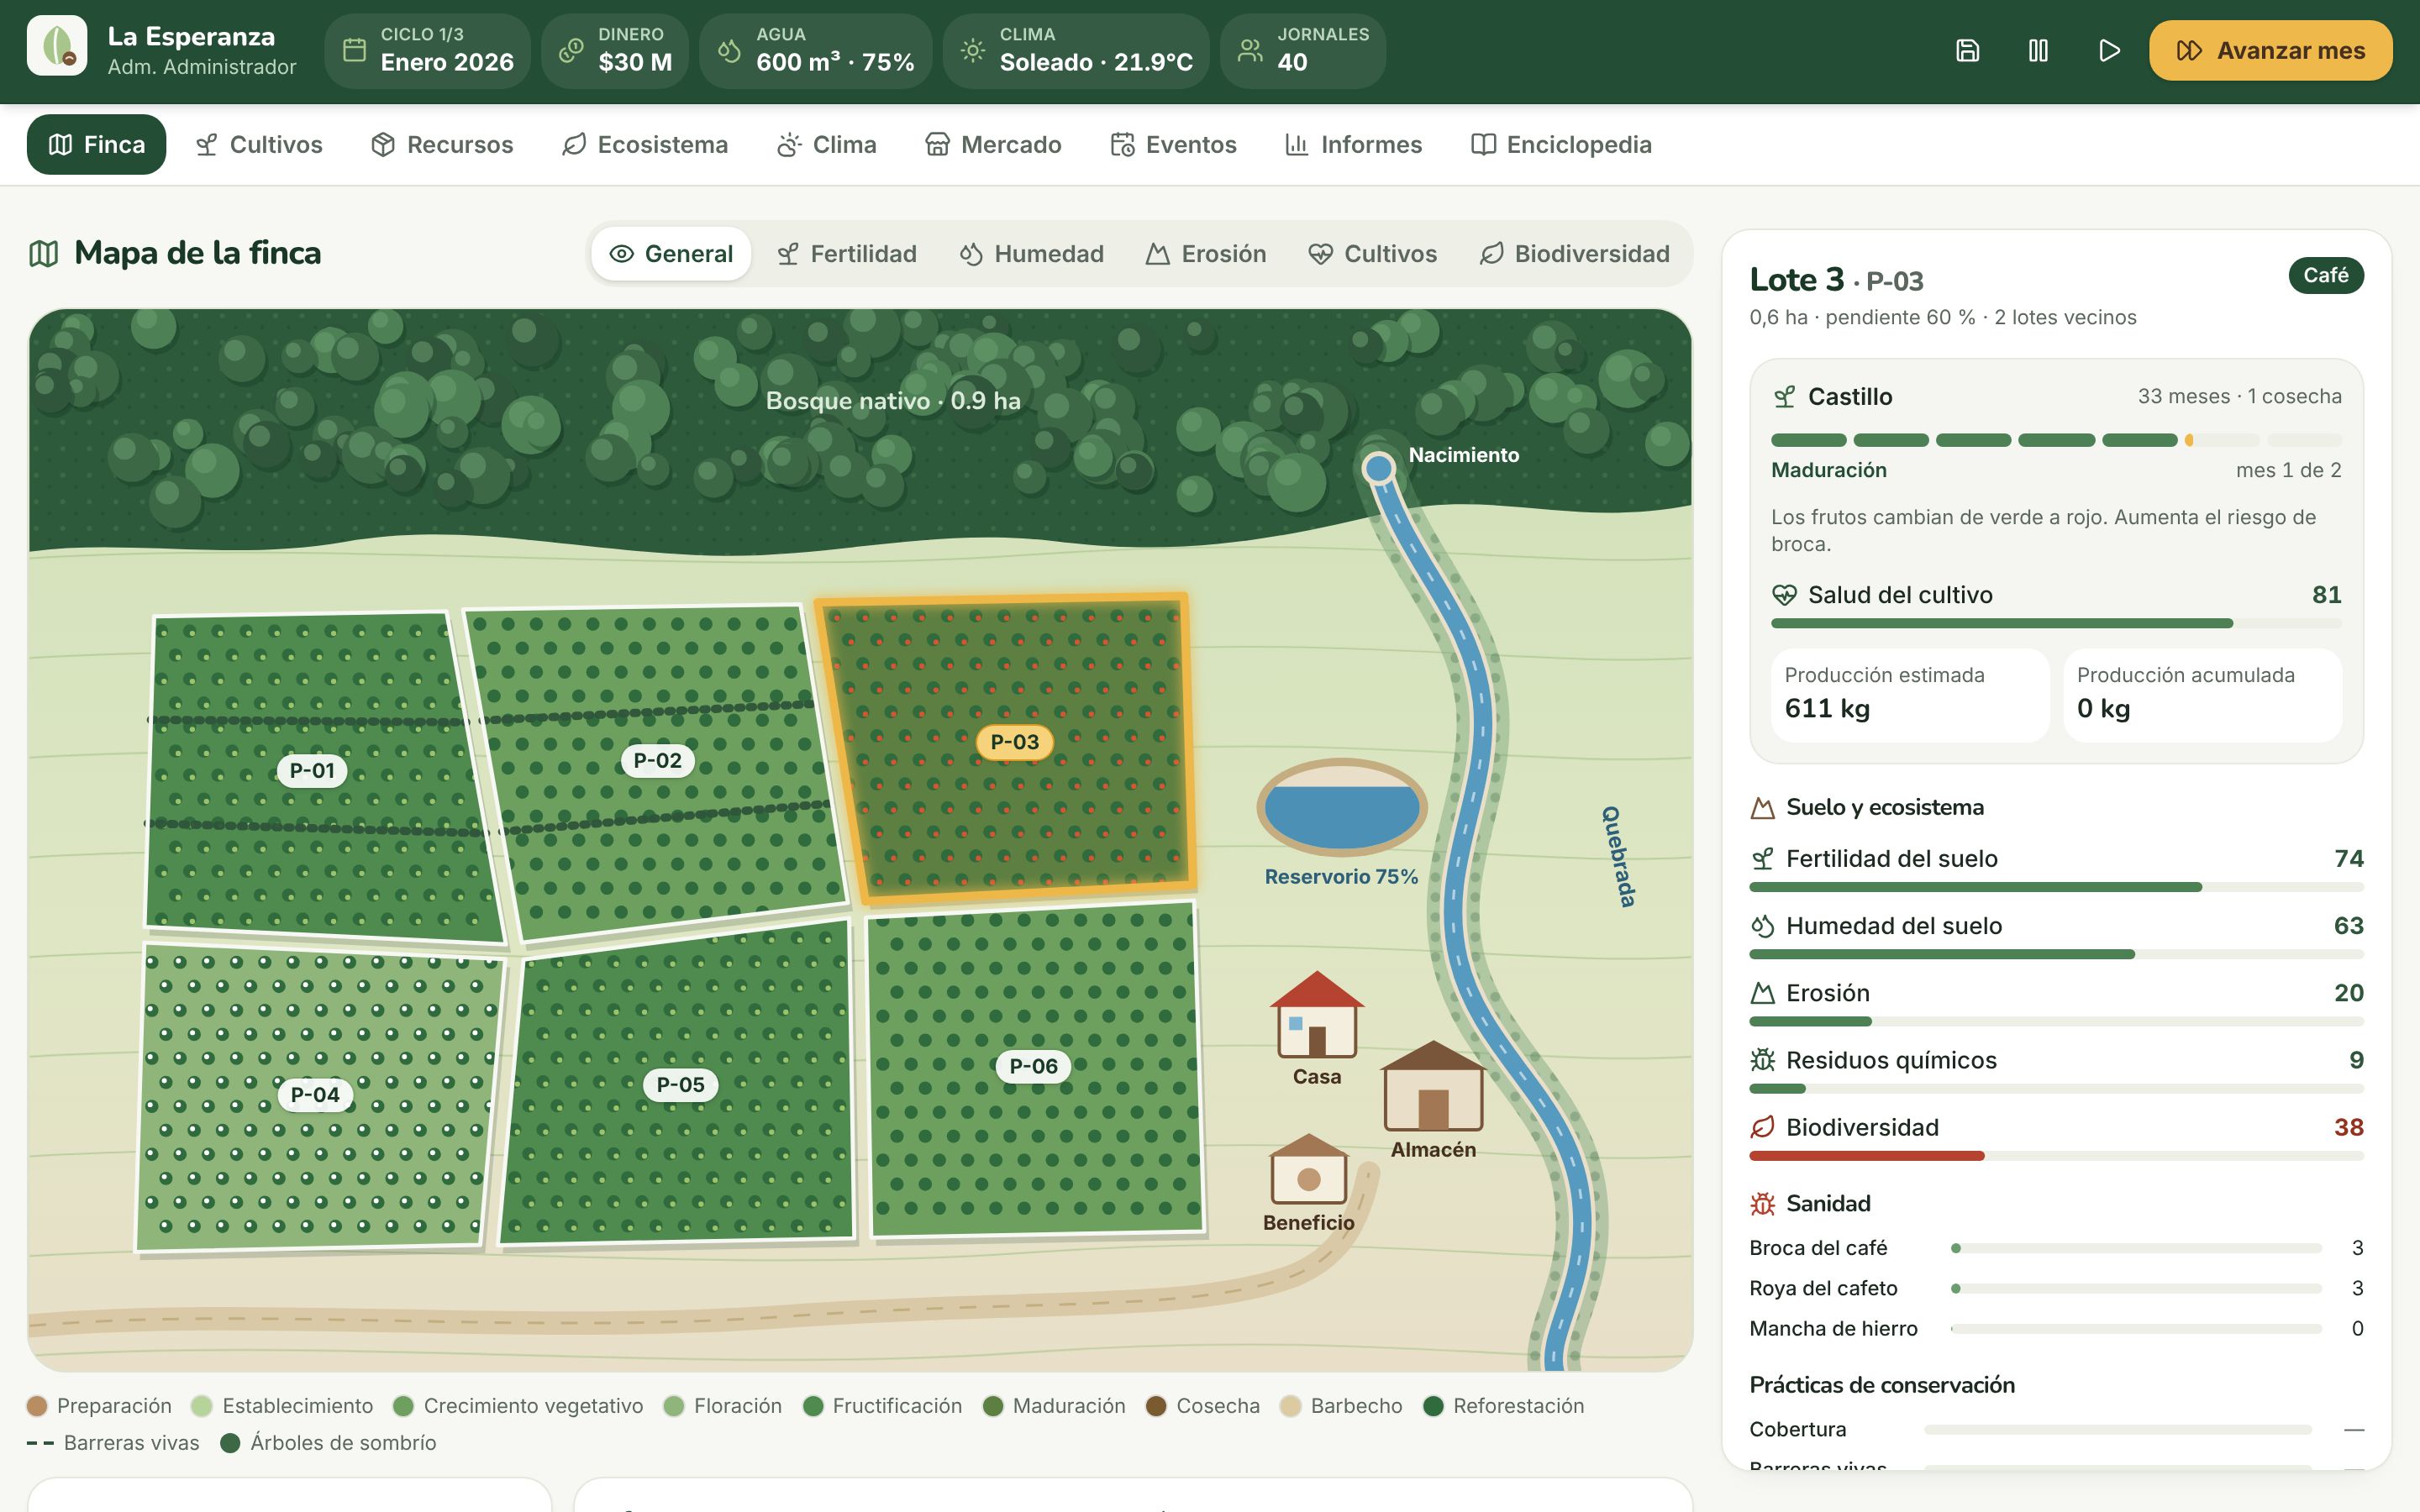 La Esperanza
Adm. Administrador
CICLO 1/3
Enero 2026
DINERO
$30 M
AGUA
600 m³ · 75%
CLIMA
Soleado · 21.9°C
JORNALES
40
Avanzar mes
Finca
Cultivos
Recursos
Ecosistema
Clima
Mercado
Eventos
Informes
Enciclopedia
Mapa de la finca
General
Fertilidad
Humedad
Erosión
Cultivos
Biodiversidad
Bosque nativo · 0.9 ha
Nacimiento
P-01
P-02
P-03
Reservorio 75%
Quebrada
P-04
P-05
P-06
Casa
Almacén
Beneficio
Preparación
Establecimiento
Crecimiento vegetativo
Floración
Fructificación
Maduración
Cosecha
Barbecho
Reforestación
Barreras vivas
Árboles de sombrío
Lote 3 · P-03
Café
0,6 ha · pendiente 60 % · 2 lotes vecinos
Castillo
33 meses · 1 cosecha
Maduración
mes 1 de 2
Los frutos cambian de verde a rojo. Aumenta el riesgo de
broca.
Salud del cultivo
81
Producción estimada
611 kg
Producción acumulada
0 kg
Suelo y ecosistema
Fertilidad del suelo
74
Humedad del suelo
63
Erosión
20
Residuos químicos
9
Biodiversidad
38
Sanidad
Broca del café
3
Roya del cafeto
3
Mancha de hierro
0
Prácticas de conservación
Cobertura
—
Barreras vivas
—